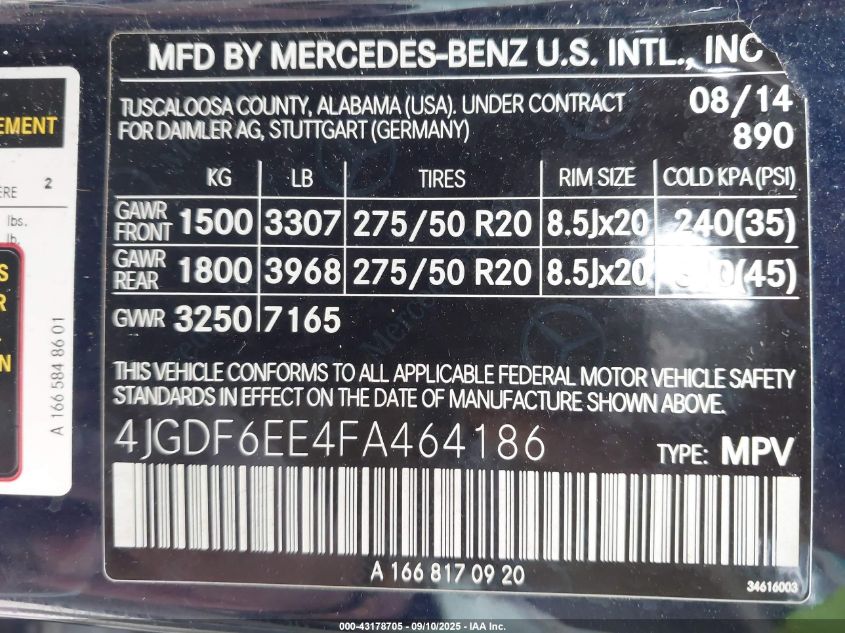 MFD BY MERCEDES-BENZ U.S. INTL., INC
TUSCALOOSA COUNTY, ALABAMA (USA). UNDER CONTRACT
FOR DAIMLER AG, STUTTGART (GERMANY)
08/14
890
KG LB TIRES RIM SIZE COLD KPA (PSI)
GAWR FRONT 1500 3307 275/50 R20 8.5Jx20 240(35)
GAWR REAR 1800 3968 275/50 R20 8.5Jx20 (45)
GVWR 3250 7165
THIS VEHICLE CONFORMS TO ALL APPLICABLE FEDERAL MOTOR VEHICLE SAFETY
STANDARDS IN EFFECT ON THE DATE OF MANUFACTURE SHOWN ABOVE.
4JGDF6EE4FA464186 TYPE: MPV
A 166 817 09 20
34616003
2
lbs.
lb.
A 166 584 86 01
000-43178705 - 09/10/2025 - IAA Inc.